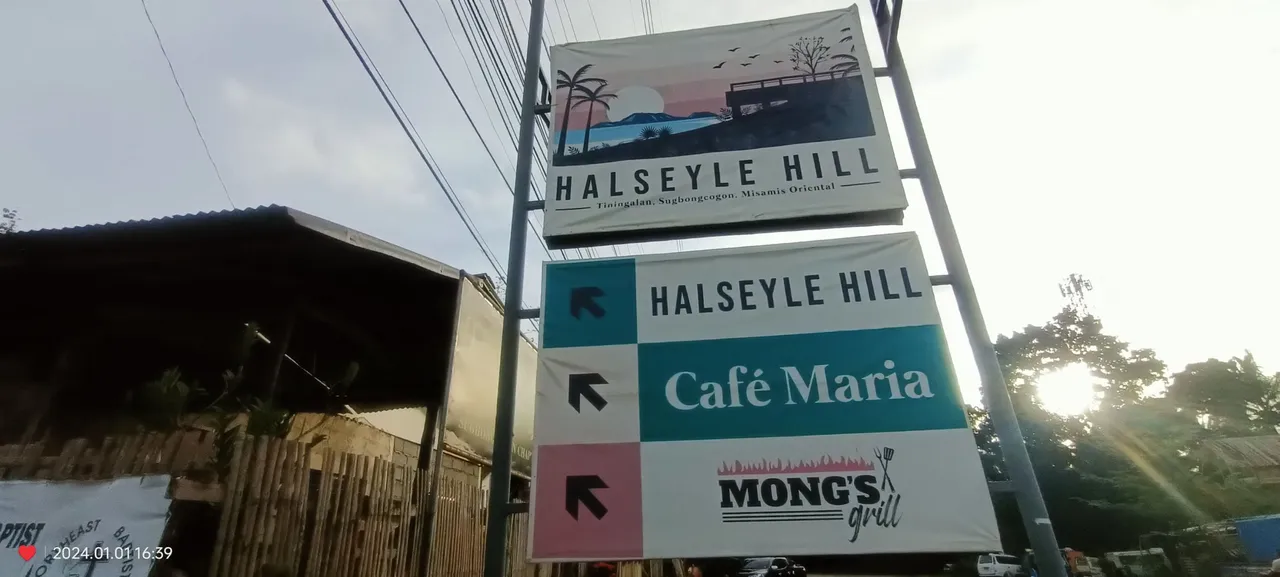 HALSEYLE HILL
Tiningalan, Sugbongcogon, Misamis Oriental
HALSEYLE HILL
Café Maria
MONG'S
grill
2024.01.01 16:39